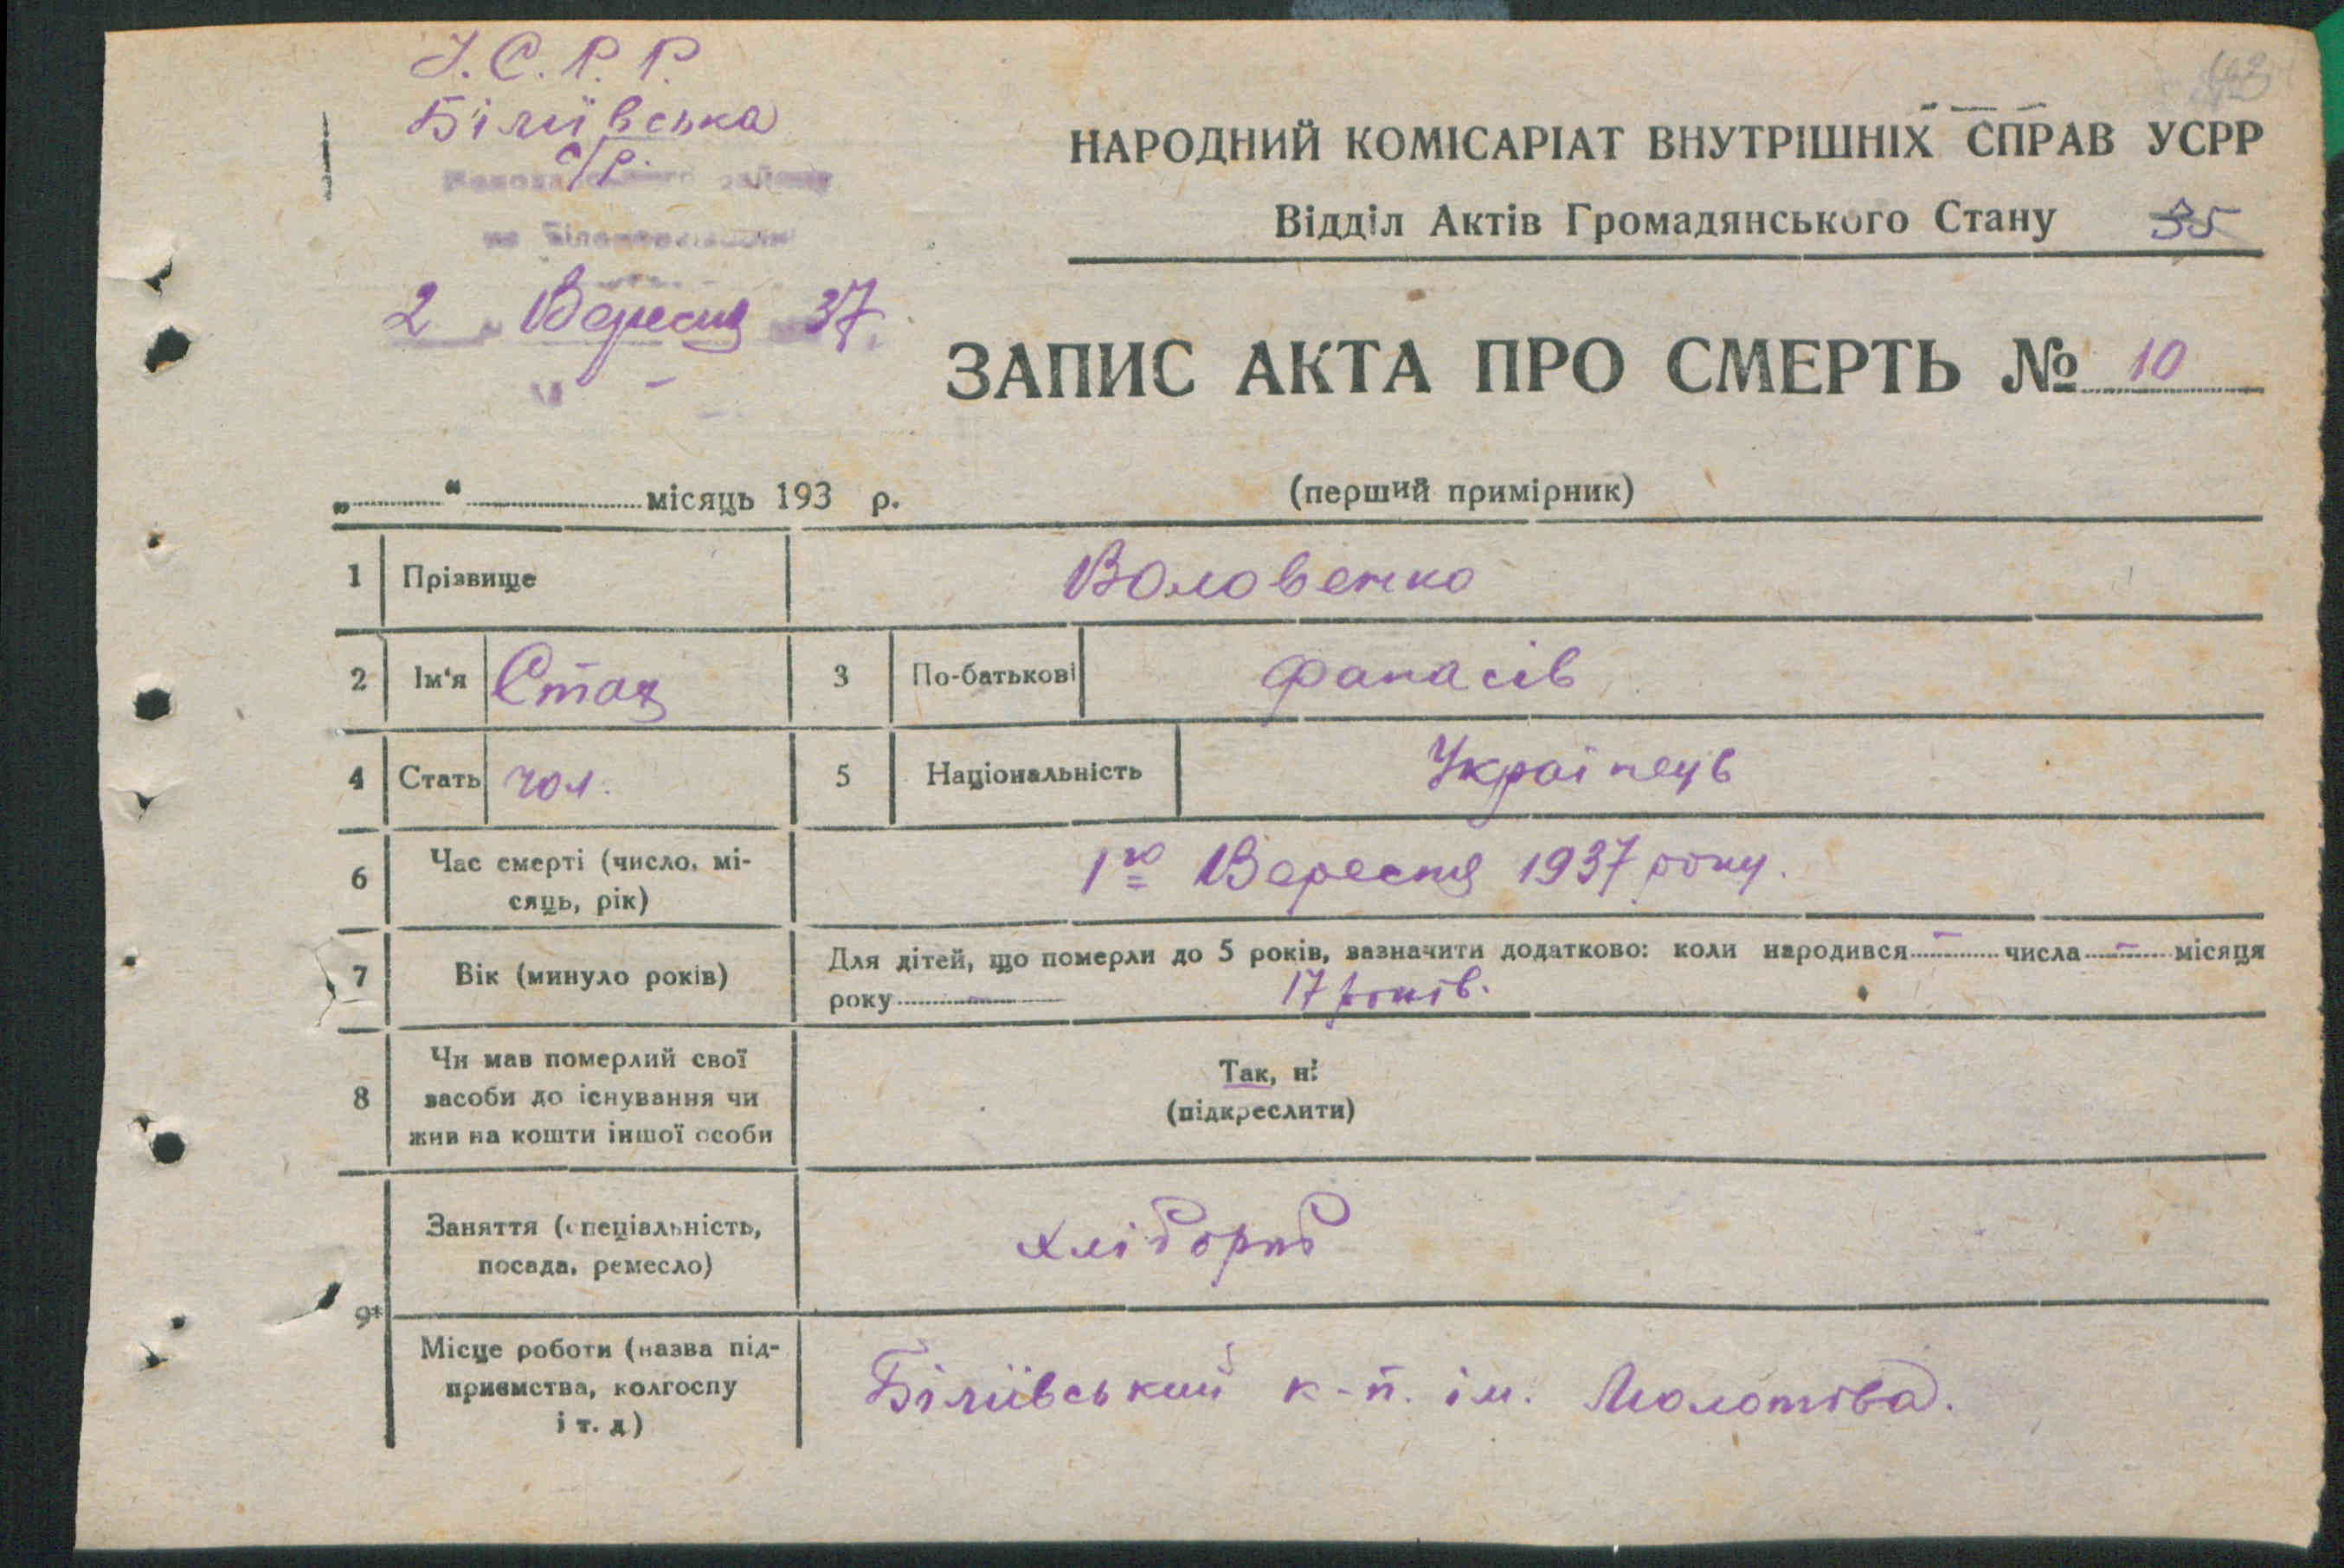 У.С.Р.Р.
Біліївська
с/р.
2 Вересня 37
НАРОДНИЙ КОМІСАРІАТ ВНУТРІШНІХ СПРАВ УСРР
Відділ Актів Громадянського Стану 35
ЗАПИС АКТА ПРО СМЕРТЬ № 10
„ “ місяць 193 р.
(перший примірник)
1 Прізвище Воловенко
2 Ім'я Стах 3 По-батькові Фанасів
4 Стать чол. 5 Національність Українець
6 Час смерті (число, мі-
сяць, рік) 1го Вересня 1937 року.
7 Вік (минуло років) Для дітей, що померли до 5 років, зазначити додатково: коли народився – числа – місяця
року – 17 років.
8 Чи мав померлий свої
засоби до існування чи
жив на кошти іншої особи
Так, ні
(підкреслити)
9* Заняття (спеціальність,
посада, ремесло) хлібороб
Місце роботи (назва під-
приємства, колгоспу
і т. д) Біліївський к-п. ім. Молотова.